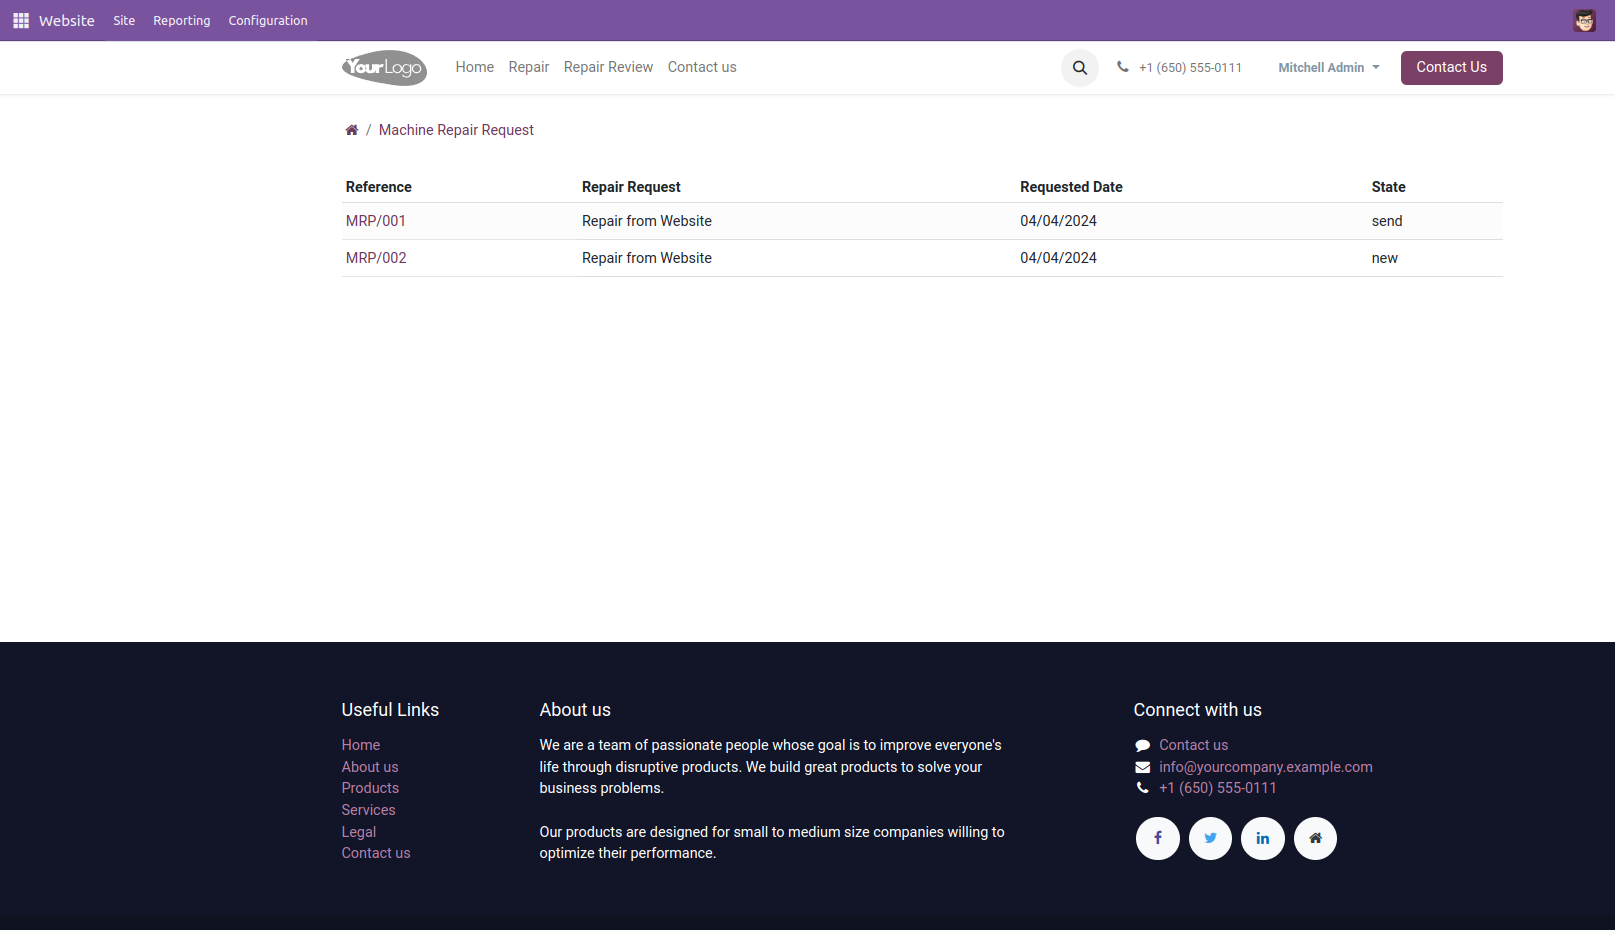 Website Site Reporting Configuration
YourLogo Home Repair Repair Review Contact us +1 (650) 555-0111 Mitchell Admin Contact Us
/ Machine Repair Request
Reference Repair Request Requested Date State
MRP/001 Repair from Website 04/04/2024 send
MRP/002 Repair from Website 04/04/2024 new
Useful Links
Home
About us
Products
Services
Legal
Contact us
About us
We are a team of passionate people whose goal is to improve everyone's
life through disruptive products. We build great products to solve your
business problems.
Our products are designed for small to medium size companies willing to
optimize their performance.
Connect with us
Contact us
info@yourcompany.example.com
+1 (650) 555-0111